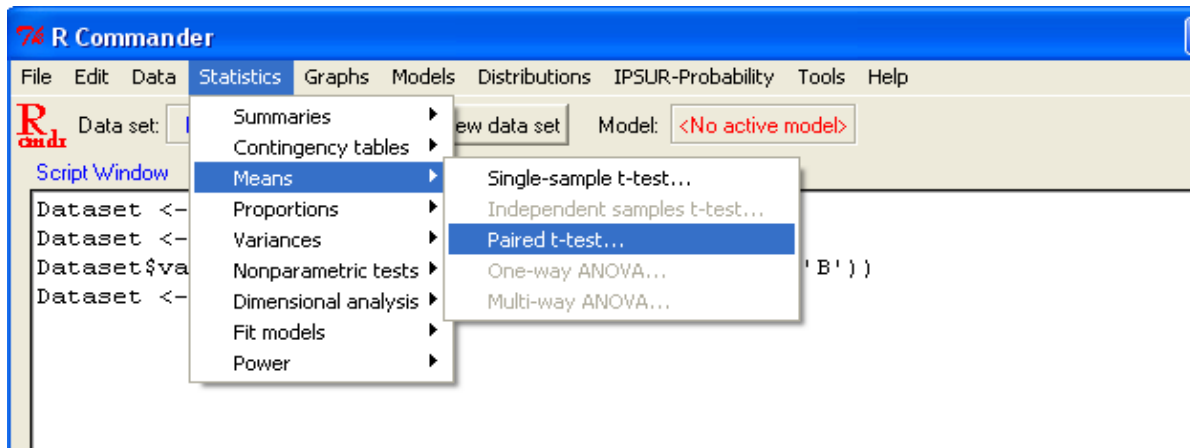 R Commander
File Edit Data Statistics Graphs Models Distributions IPSUR-Probability Tools Help
Rcmdr Data set: ew data set Model: <No active model>
Script Window
Summaries
Contingency tables
Means
Proportions
Variances
Nonparametric tests
Dimensional analysis
Fit models
Power
Single-sample t-test...
Independent samples t-test...
Paired t-test...
One-way ANOVA...
Multi-way ANOVA...
Dataset <-
Dataset <-
Dataset$va 'B'))
Dataset <-